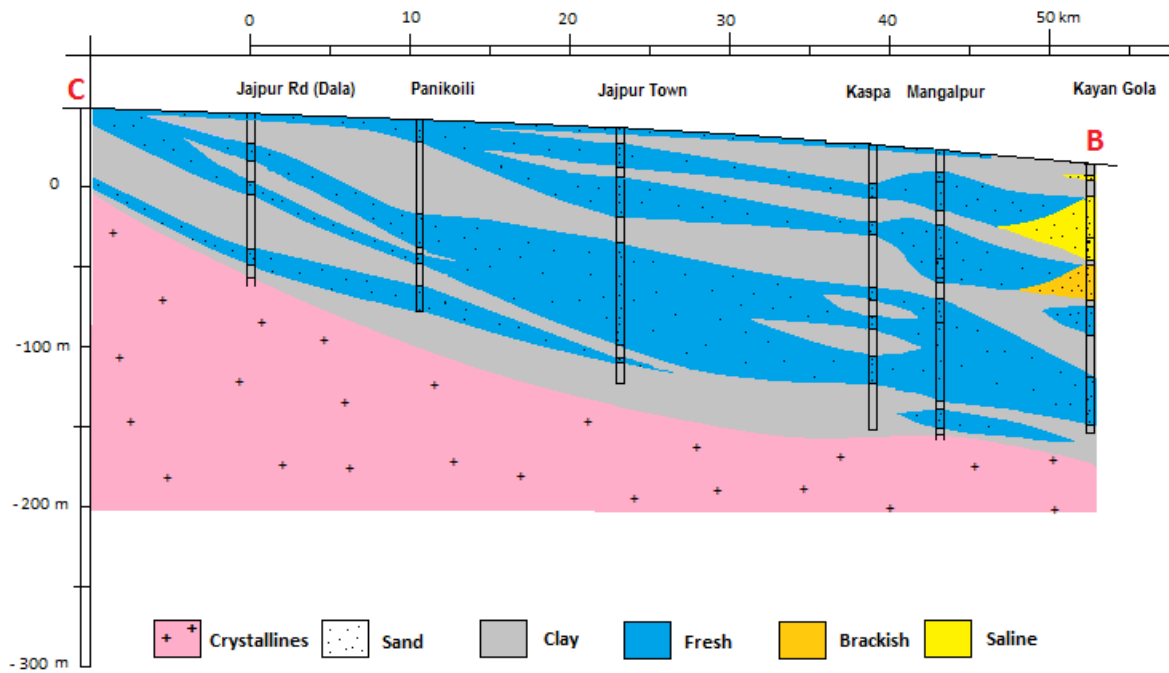 0 10 20 30 40 50 km
C Jajpur Rd (Dala) Panikoili Jajpur Town Kaspa Mangalpur Kayan Gola
B
0
-100 m
-200 m
-300 m
Crystallines Sand Clay Fresh Brackish Saline